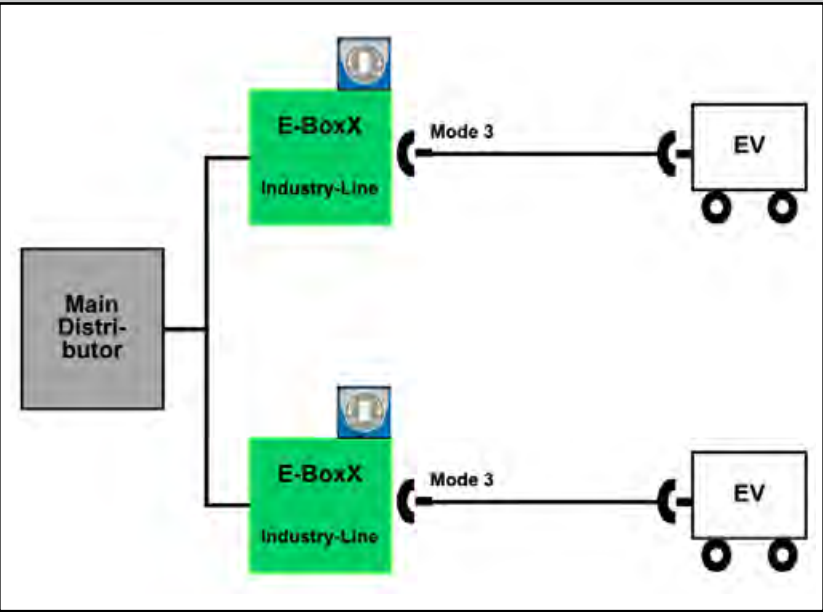 E-BoxX
Industry-Line
Mode 3
EV
Main
Distri-
butor
E-BoxX
Industry-Line
Mode 3
EV